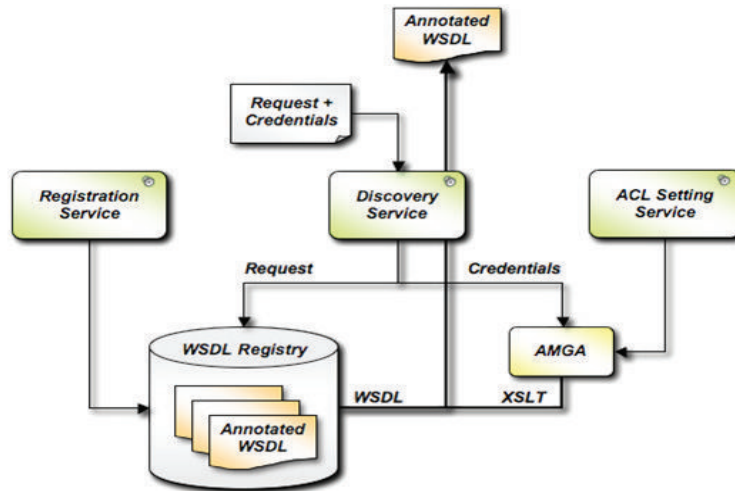 Annotated
WSDL
Request +
Credentials
Registration
Service
Discovery
Service
ACL Setting
Service
Request
Credentials
WSDL Registry
AMGA
WSDL
XSLT
Annotated
WSDL